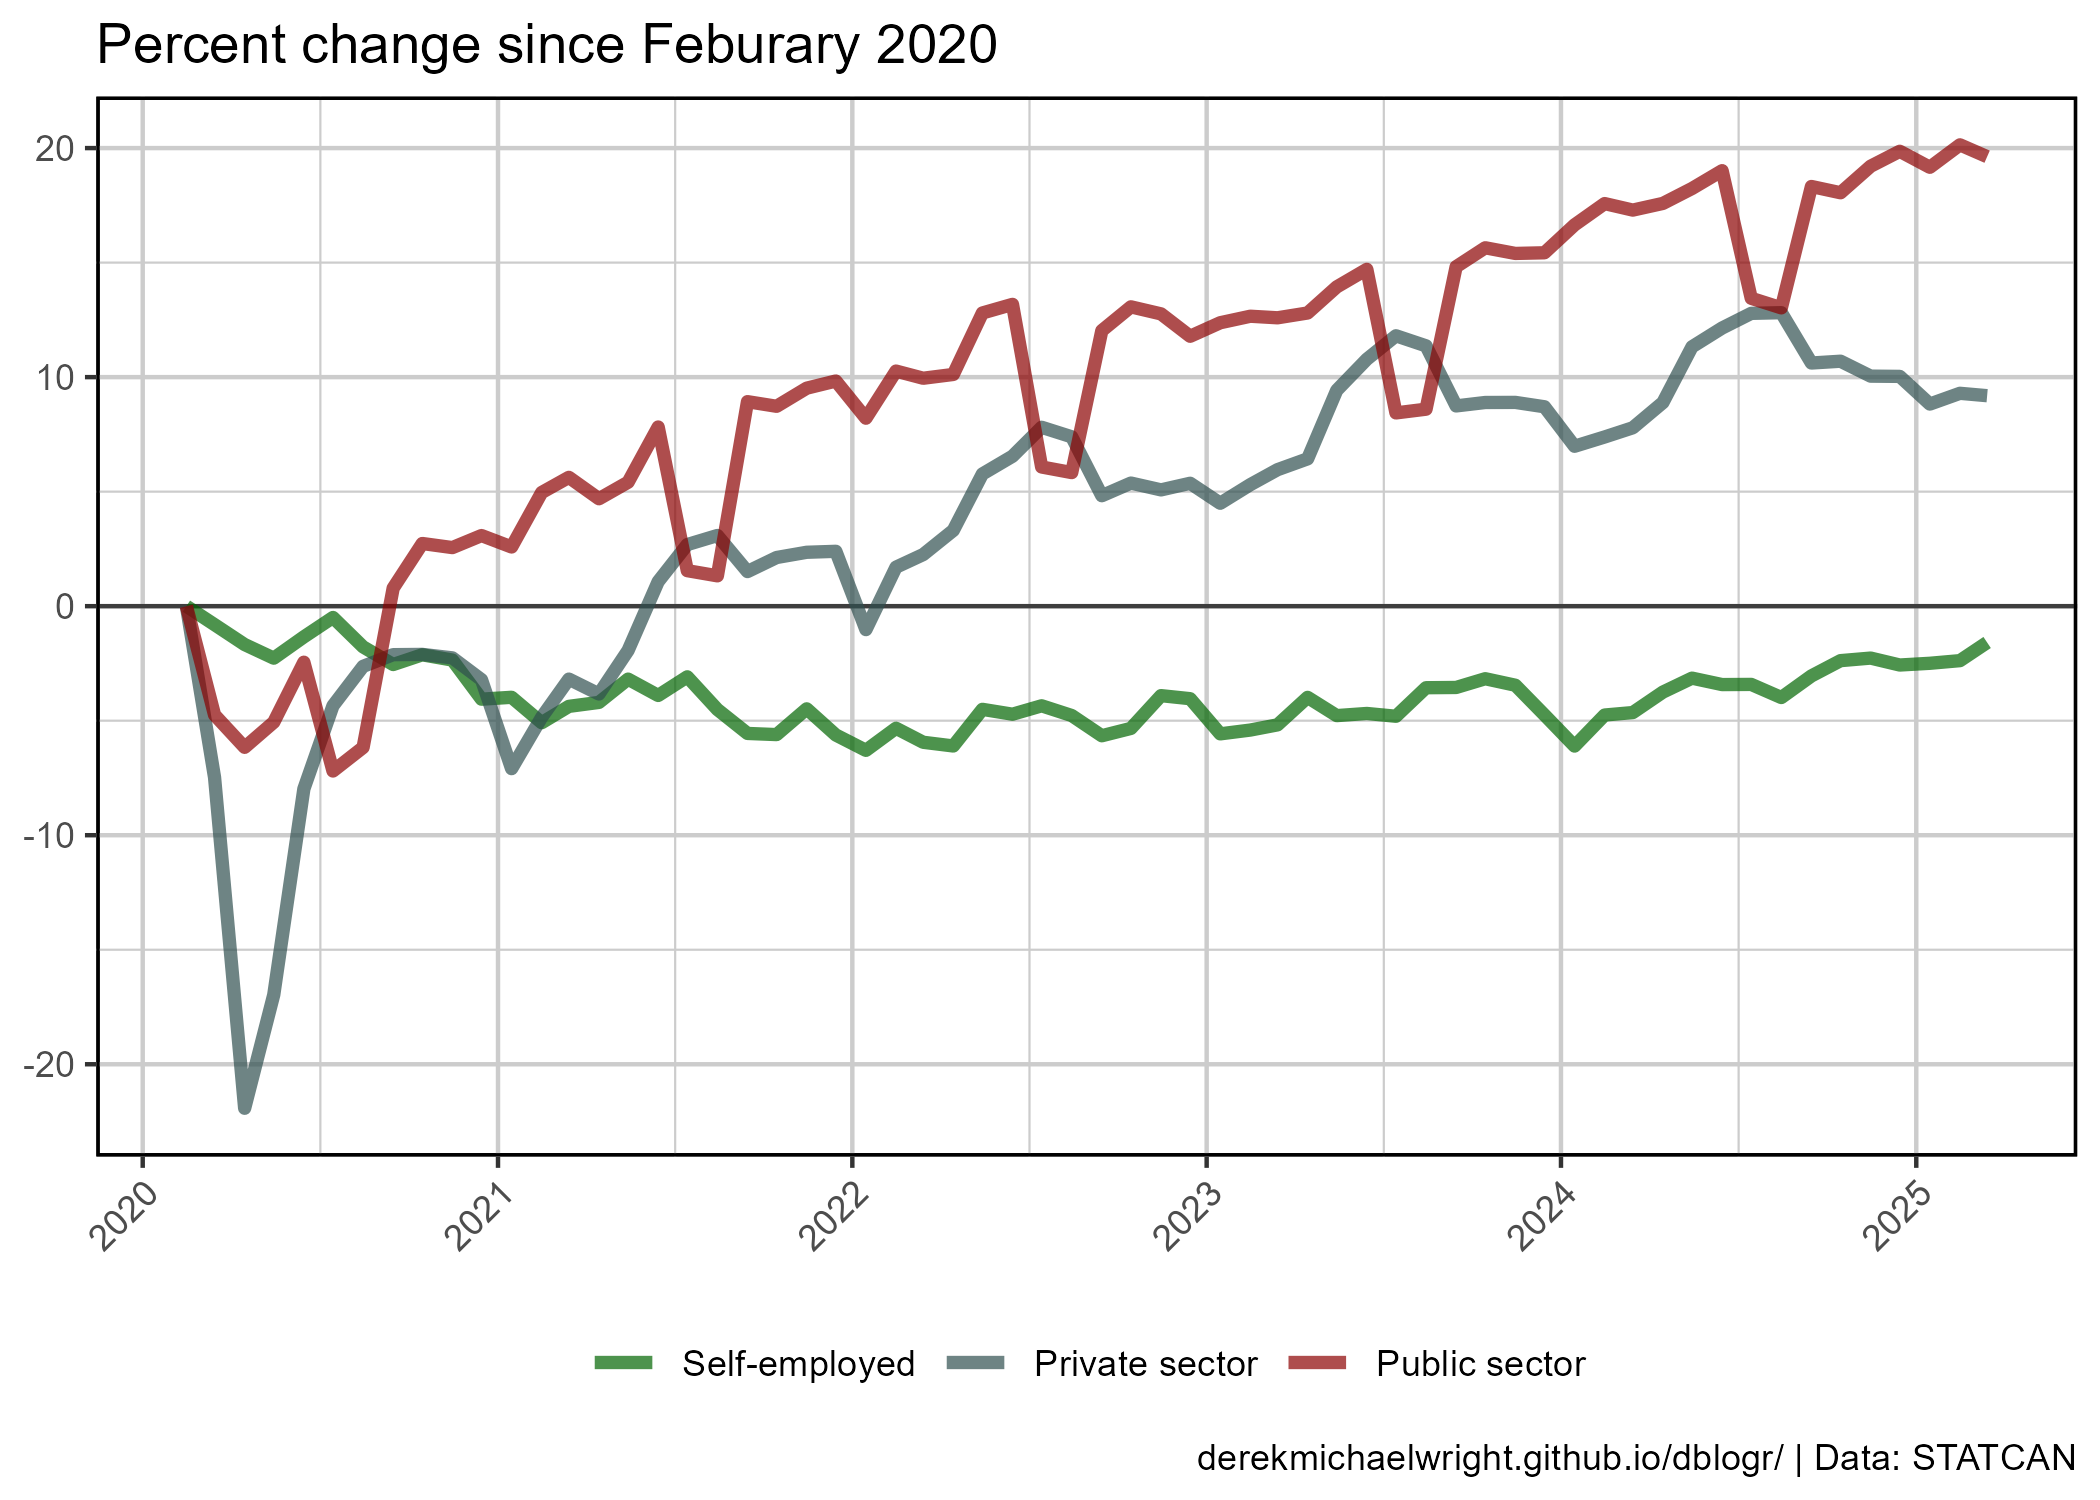 Percent change since Feburary 2020
20
10
0
-10
-20
2020
2021
2022
2023
2024
2025
Self-employed
Private sector
Public sector
derekmichaelwright.github.io/dblogr/ | Data: STATCAN